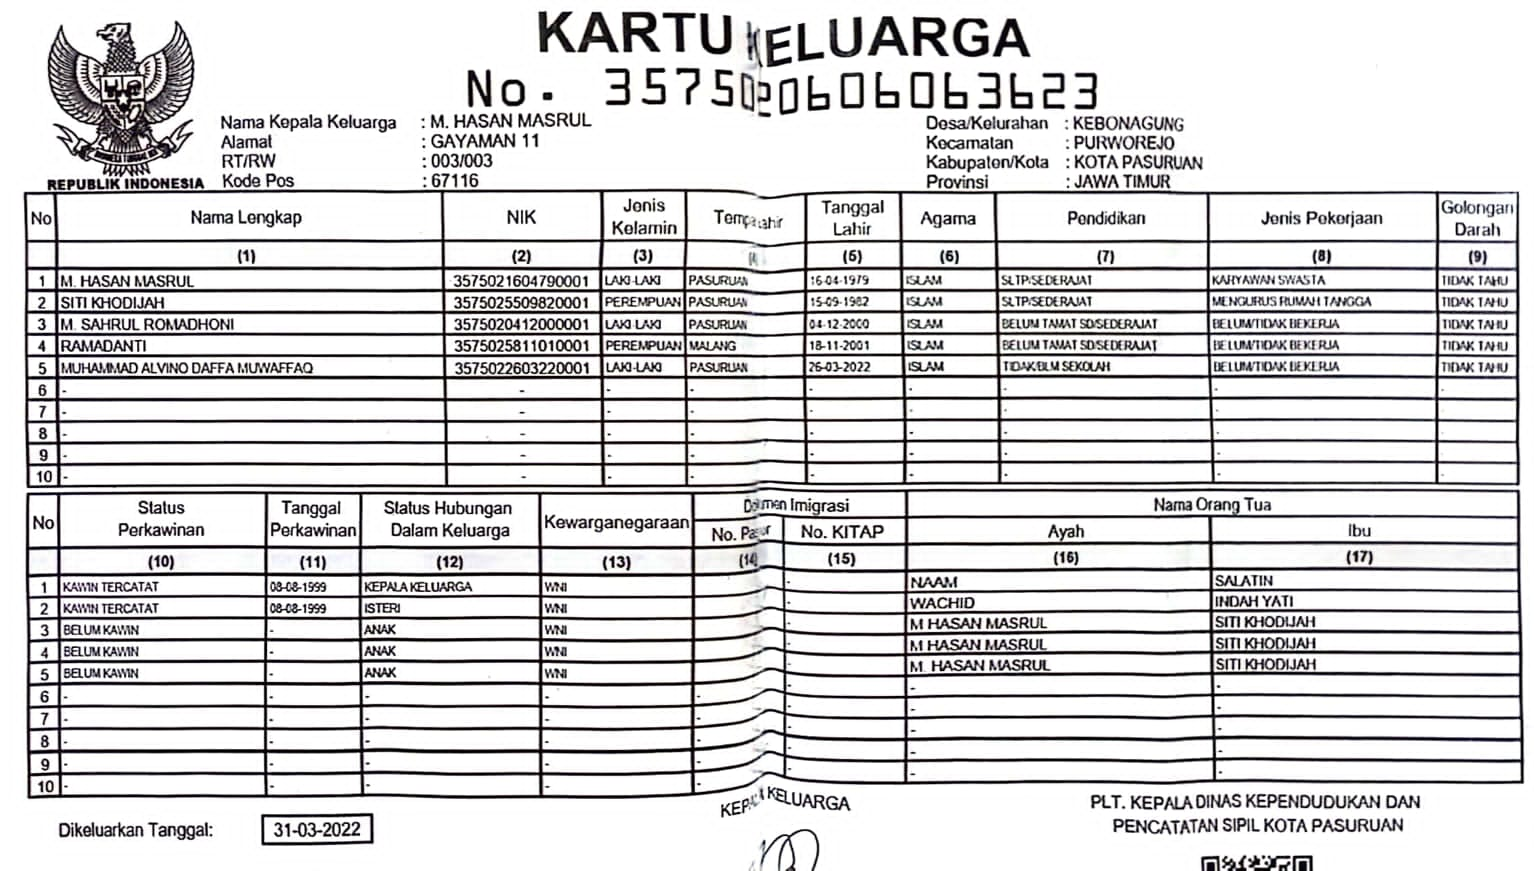 KARTU KELUARGA
No. 3575020606063623
REPUBLIK INDONESIA
Nama Kepala Keluarga : M. HASAN MASRUL
Alamat : GAYAMAN 11
RT/RW : 003/003
Kode Pos : 67116
Desa/Kelurahan : KEBONAGUNG
Kecamatan : PURWOREJO
Kabupaten/Kota : KOTA PASURUAN
Provinsi : JAWA TIMUR
No Nama Lengkap NIK Jenis Kelamin Tempat Lahir Tanggal Lahir Agama Pendidikan Jenis Pekerjaan Golongan Darah
(1) (2) (3) (4) (5) (6) (7) (8) (9)
1 M. HASAN MASRUL 3575021604790001 LAKI-LAKI PASURUAN 16-04-1979 ISLAM SLTP/SEDERAJAT KARYAWAN SWASTA TIDAK TAHU
2 SITI KHODIJAH 3575025509820001 PEREMPUAN PASURUAN 15-09-1982 ISLAM SLTP/SEDERAJAT MENGURUS RUMAH TANGGA TIDAK TAHU
3 M. SAHRUL ROMADHONI 3575020412000001 LAKI-LAKI PASURUAN 04-12-2000 ISLAM BELUM TAMAT SD/SEDERAJAT BELUM/TIDAK BEKERJA TIDAK TAHU
4 RAMADANTI 3575025811010001 PEREMPUAN MALANG 18-11-2001 ISLAM BELUM TAMAT SD/SEDERAJAT BELUM/TIDAK BEKERJA TIDAK TAHU
5 MUHAMMAD ALVINO DAFFA MUWAFFAQ 3575022603220001 LAKI-LAKI PASURUAN 26-03-2022 ISLAM TIDAK/BLM SEKOLAH BELUM/TIDAK BEKERJA TIDAK TAHU
6 - - - - - - - - -
7 - - - - - - - - -
8 - - - - - - - - -
9 - - - - - - - - -
10 - - - - - - - - -
No Status Perkawinan Tanggal Perkawinan Status Hubungan Dalam Keluarga Kewarganegaraan Dokumen Imigrasi Nama Orang Tua
No. Paspor No. KITAP Ayah Ibu
(10) (11) (12) (13) (14) (15) (16) (17)
1 KAWIN TERCATAT 08-08-1999 KEPALA KELUARGA WNI - NAAM SALATIN
2 KAWIN TERCATAT 08-08-1999 ISTERI WNI - WACHID INDAH YATI
3 BELUM KAWIN - ANAK WNI - M HASAN MASRUL SITI KHODIJAH
4 BELUM KAWIN - ANAK WNI - M HASAN MASRUL SITI KHODIJAH
5 BELUM KAWIN - ANAK WNI - M. HASAN MASRUL SITI KHODIJAH
6 - - - - - - - -
7 - - - - - - - -
8 - - - - - - - -
9 - - - - - - - -
10 - - - - - - - -
Dikeluarkan Tanggal: 31-03-2022
KEPALA KELUARGA
PLT. KEPALA DINAS KEPENDUDUKAN DAN
PENCATATAN SIPIL KOTA PASURUAN